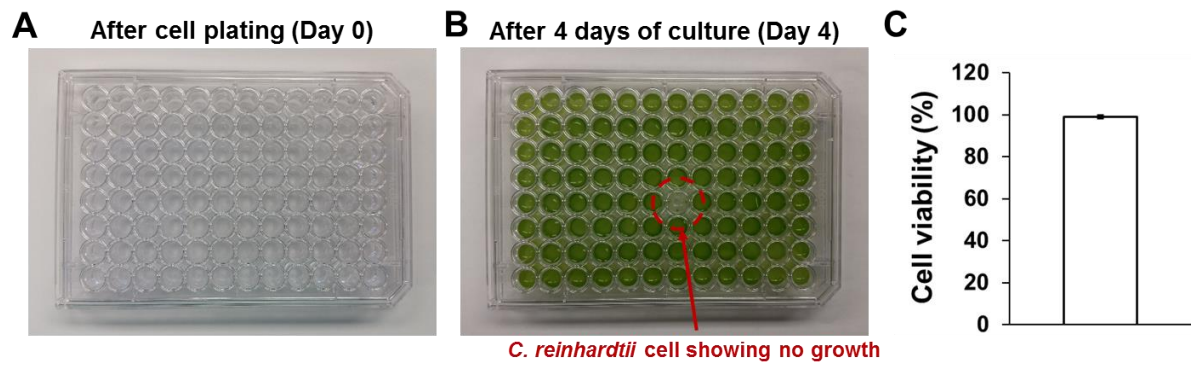 A
After cell plating (Day 0)
B
After 4 days of culture (Day 4)
C. reinhardtii cell showing no growth
C
Cell viability (%)
120
100
80
60
40
20
0